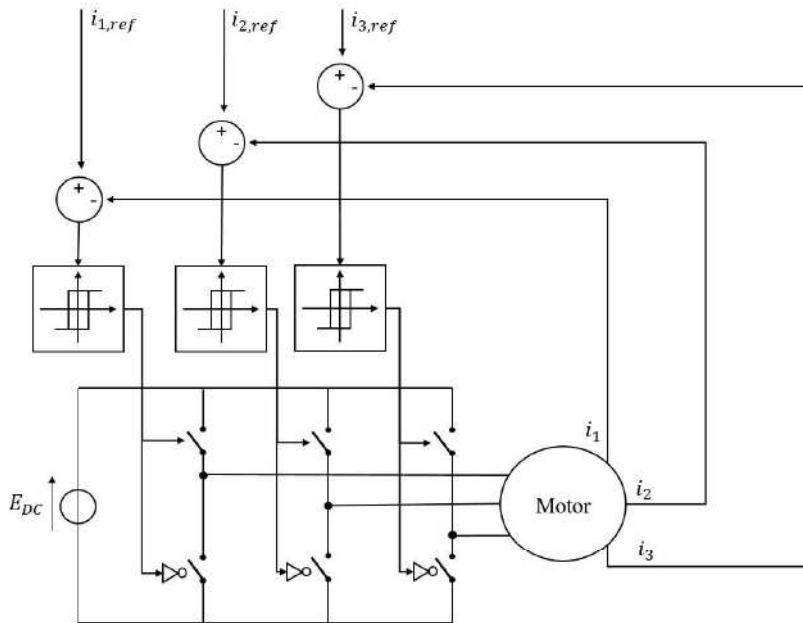 i1,ref i2,ref i3,ref
+ -
+ -
+ -
i1
EDC Motor i2
i3